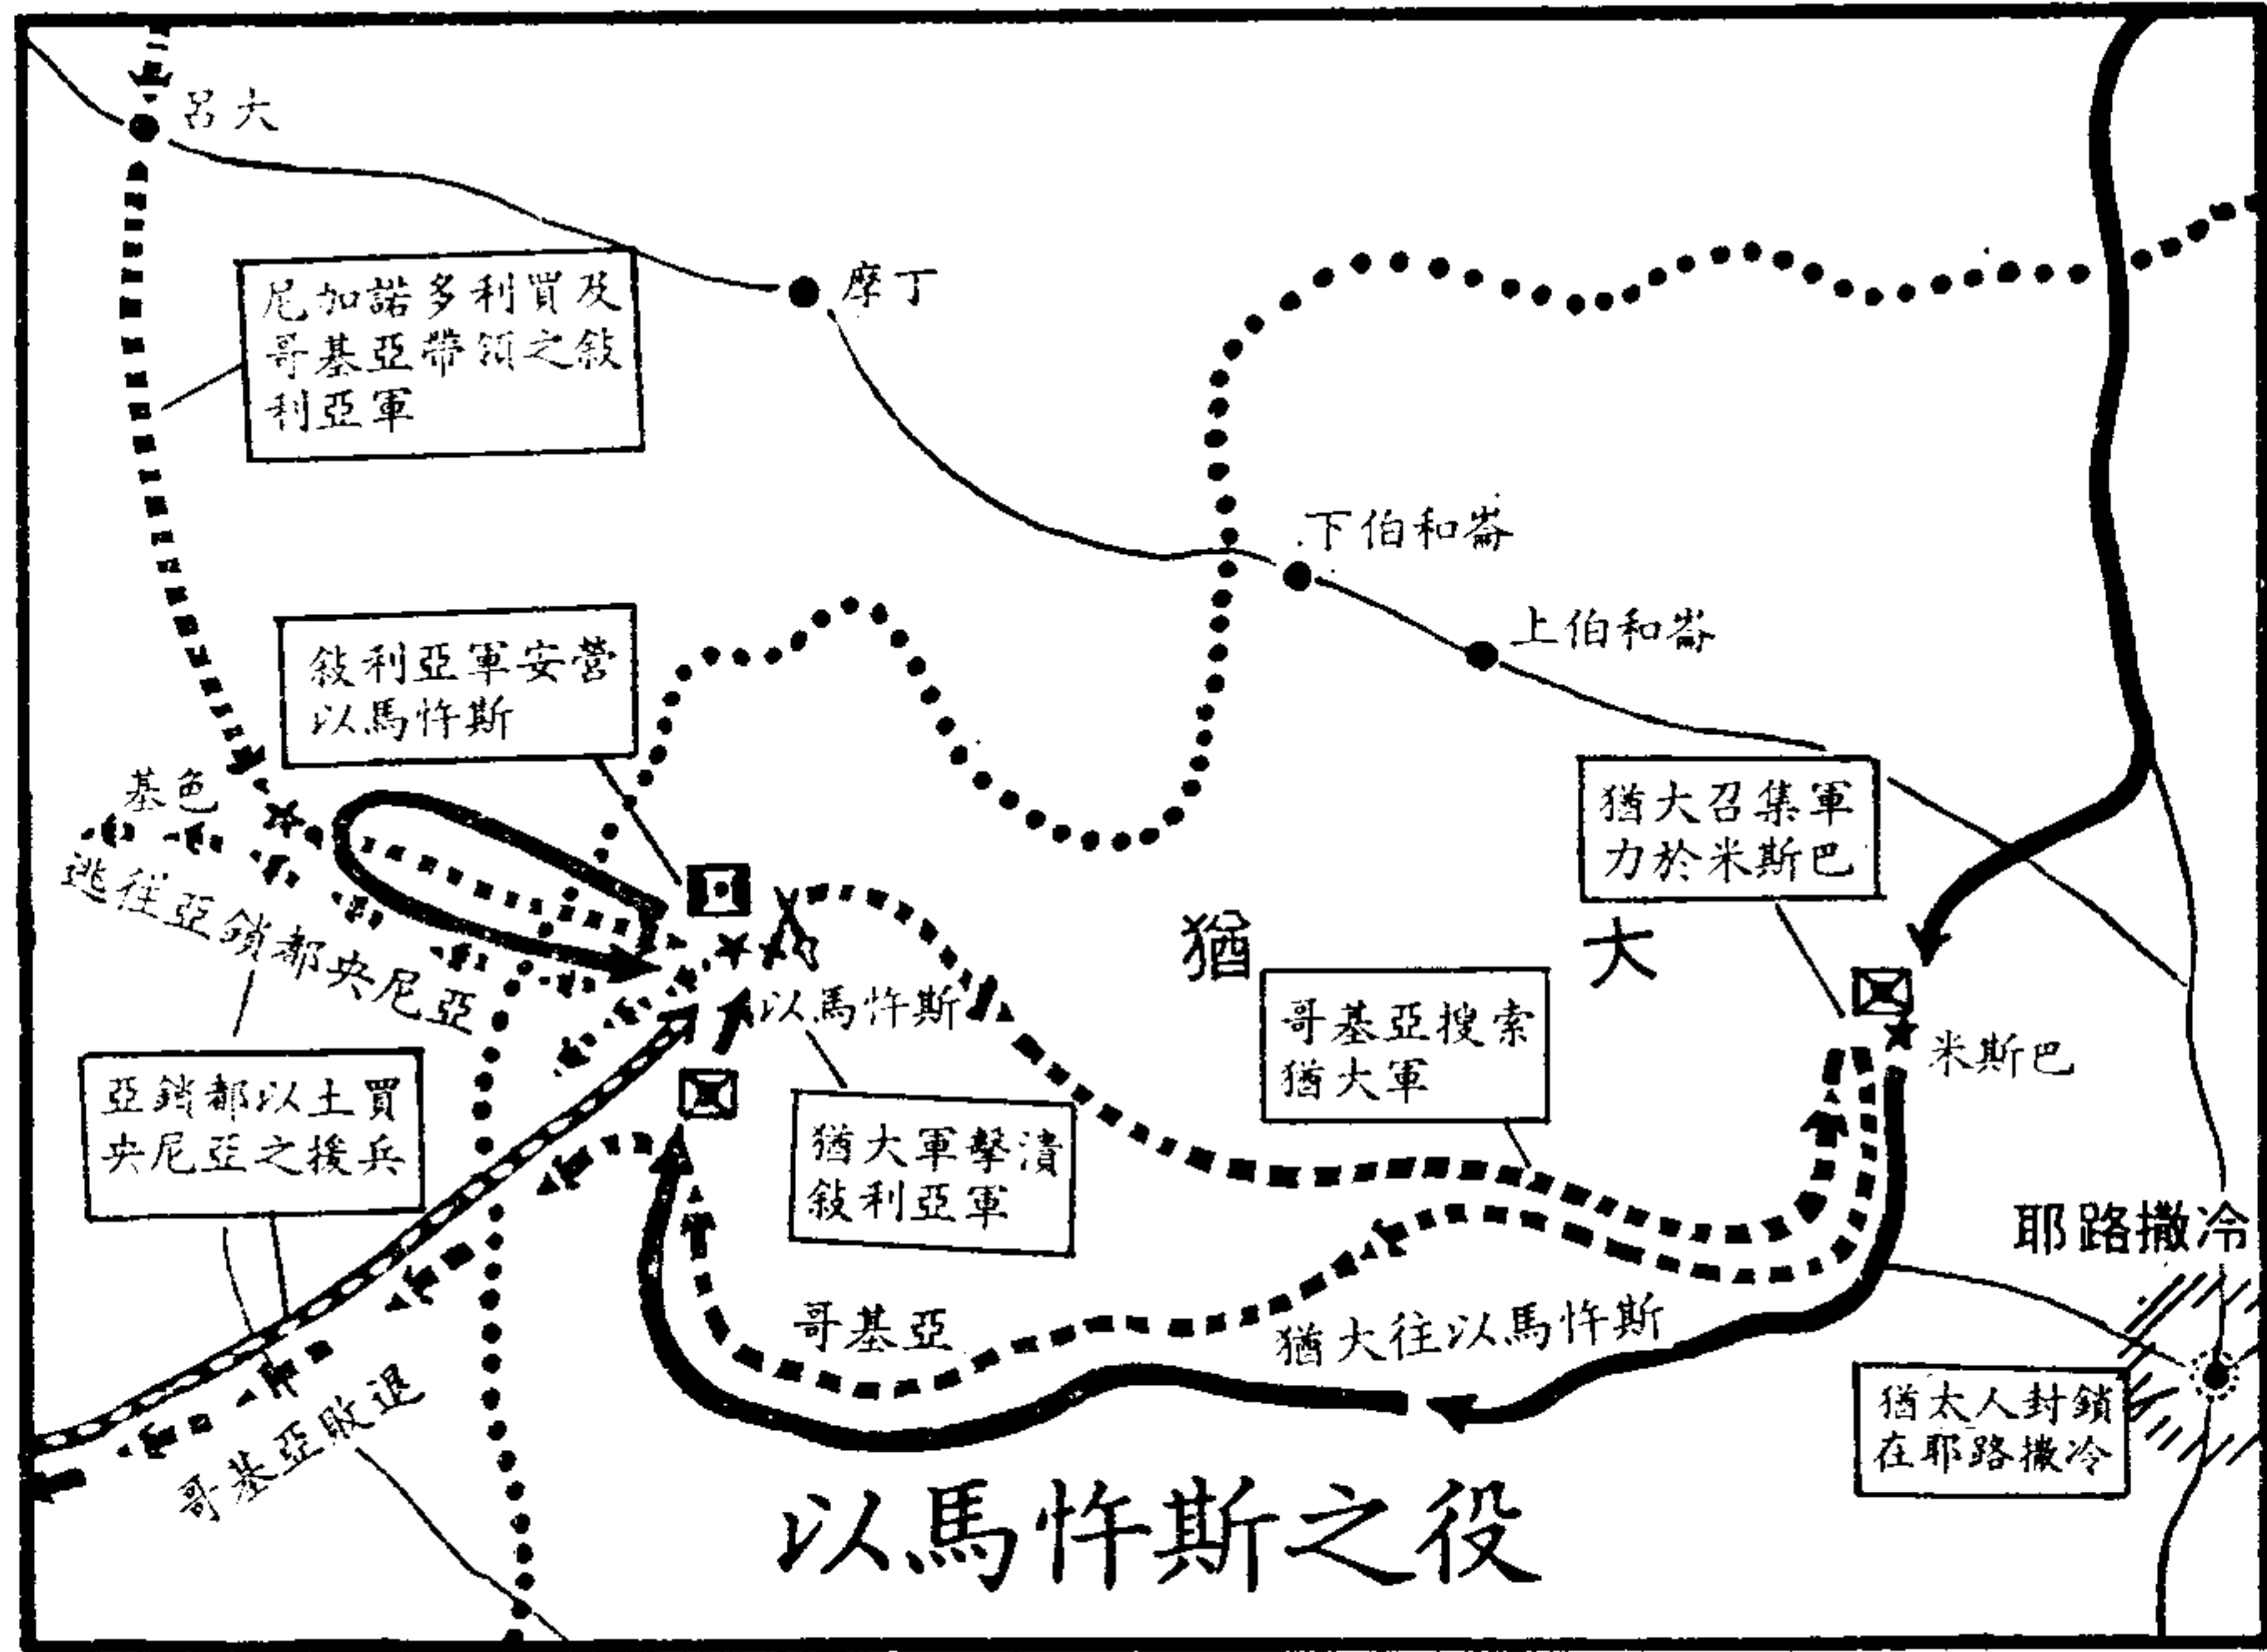 呂大
尼加諾多利買及
哥基亞帶領之敍
利亞軍
摩丁
下伯和崙
上伯和崙
敍利亞軍安營
以馬忤斯
基色
逃往亞鎖都央尼亞
猶大召集軍
力於米斯巴
猶大
以馬忤斯
哥基亞搜索
猶大軍
米斯巴
亞鎖都以土買
央尼亞之援兵
猶大軍擊潰
敍利亞軍
耶路撒冷
哥基亞
猶大往以馬忤斯
哥基亞敗退
猶太人封鎖
在耶路撒冷
以馬忤斯之役